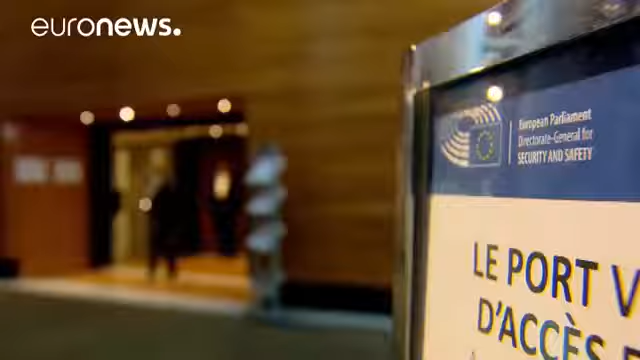 euronews.
European Parliament
Directorate-General for
SECURITY AND SAFETY
LE PORT V
D'ACCÈS